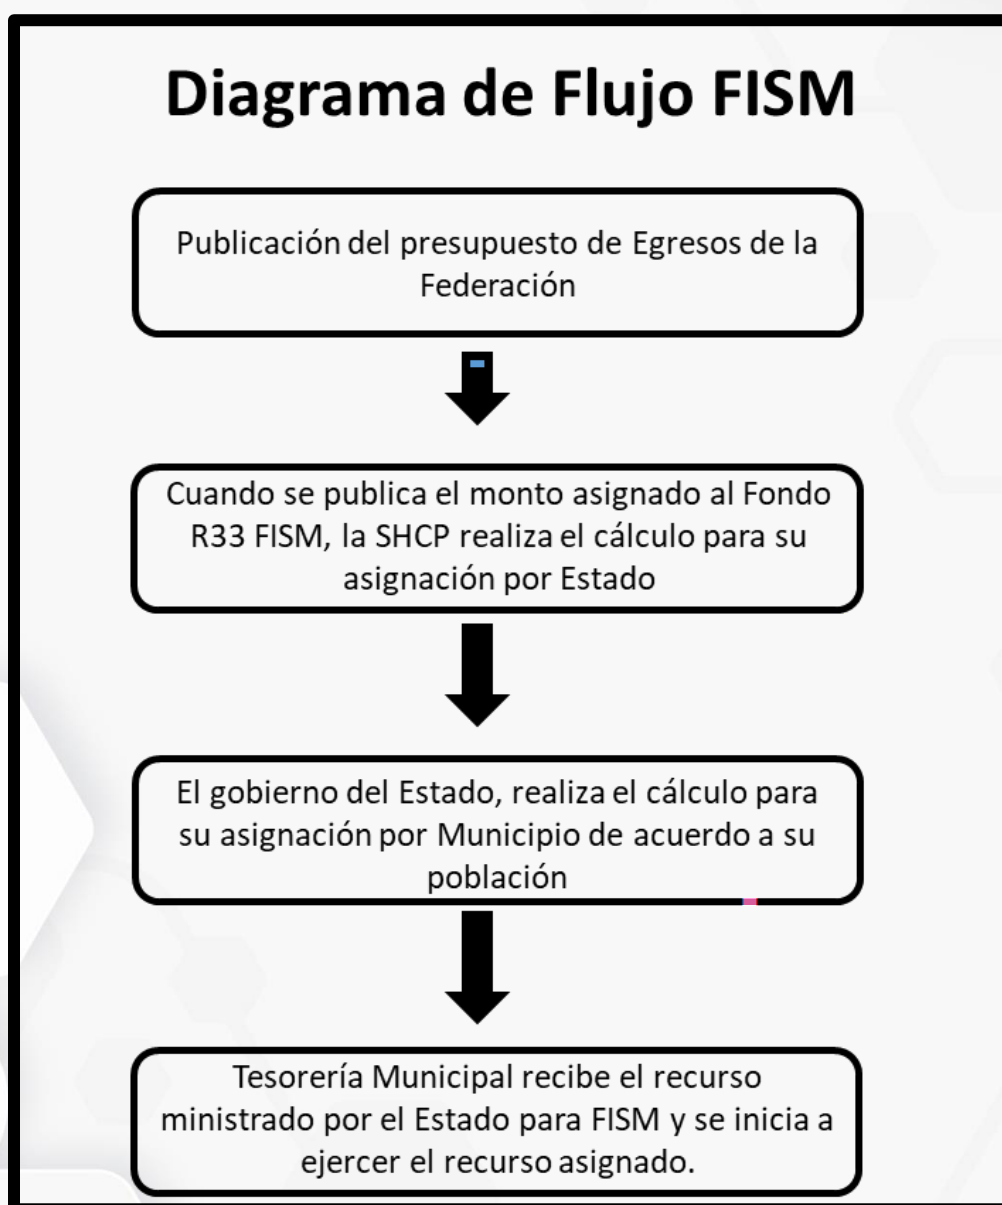 Diagrama de Flujo FISM
Publicación del presupuesto de Egresos de la
Federación
Cuando se publica el monto asignado al Fondo
R33 FISM, la SHCP realiza el cálculo para su
asignación por Estado
El gobierno del Estado, realiza el cálculo para
su asignación por Municipio de acuerdo a su
población
Tesorería Municipal recibe el recurso
ministrado por el Estado para FISM y se inicia a
ejercer el recurso asignado.